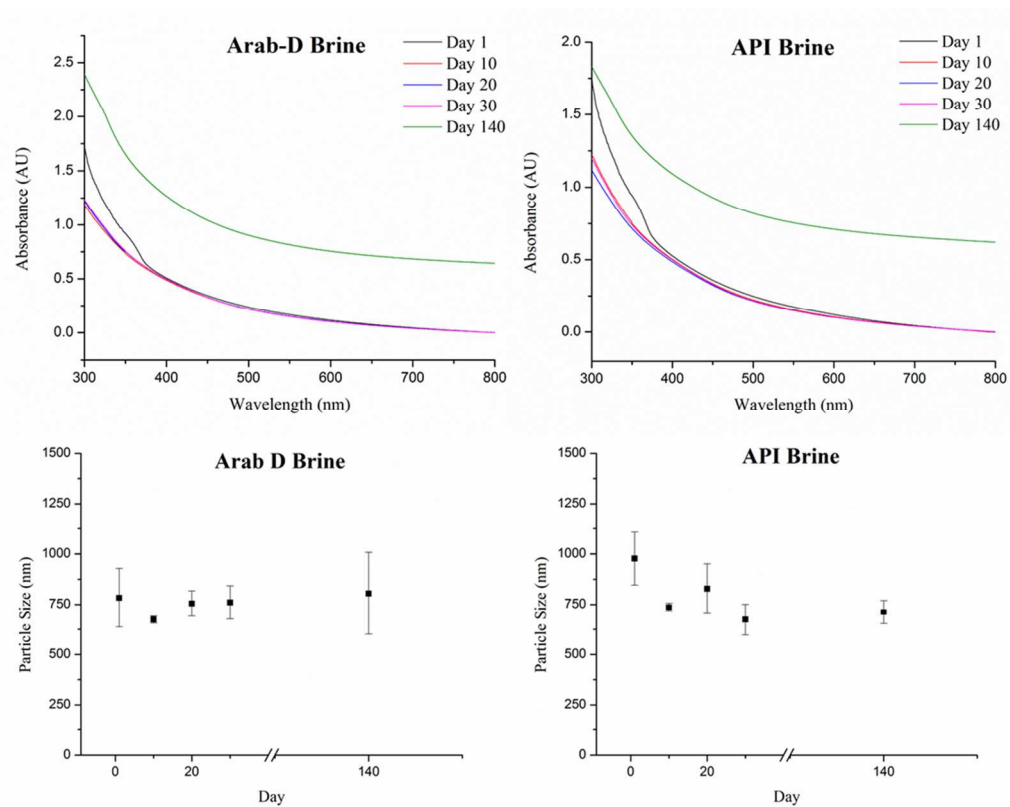 Arab-D Brine
Day 1
Day 10
Day 20
Day 30
Day 140
2.5
2.0
1.5
1.0
0.5
0.0
Absorbance (AU)
300
400
500
600
700
800
Wavelength (nm)
API Brine
Day 1
Day 10
Day 20
Day 30
Day 140
2.0
1.5
1.0
0.5
0.0
Absorbance (AU)
300
400
500
600
700
800
Wavelength (nm)
Arab D Brine
1500
1250
1000
750
500
250
0
Particle Size (nm)
0
20
140
Day
API Brine
1500
1250
1000
750
500
250
0
Particle Size (nm)
0
20
140
Day